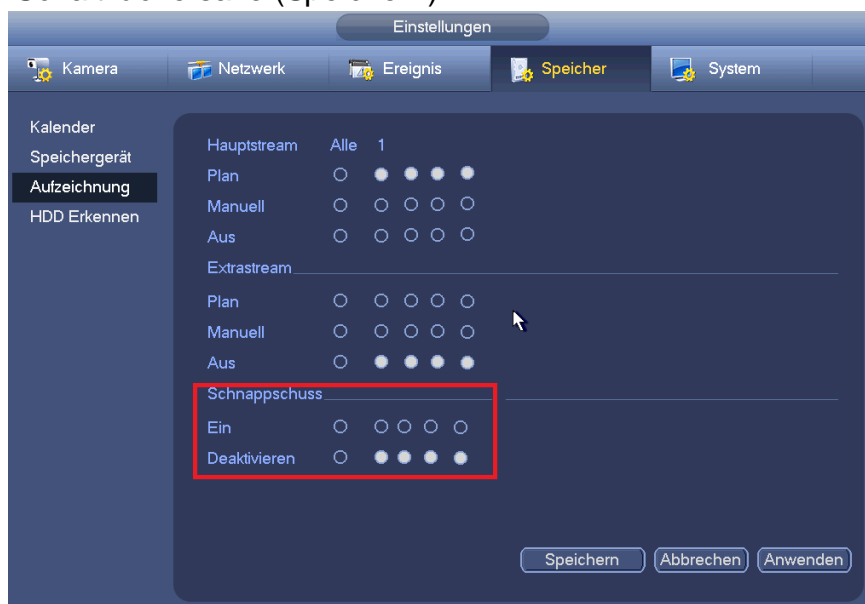 Einstellungen
Kamera Netzwerk Ereignis Speicher System
Kalender
Speichergerät
Aufzeichnung
HDD Erkennen
Hauptstream Alle 1
Plan
Manuell
Aus
Extrastream
Plan
Manuell
Aus
Schnappschuss
Ein
Deaktivieren
Speichern Abbrechen Anwenden